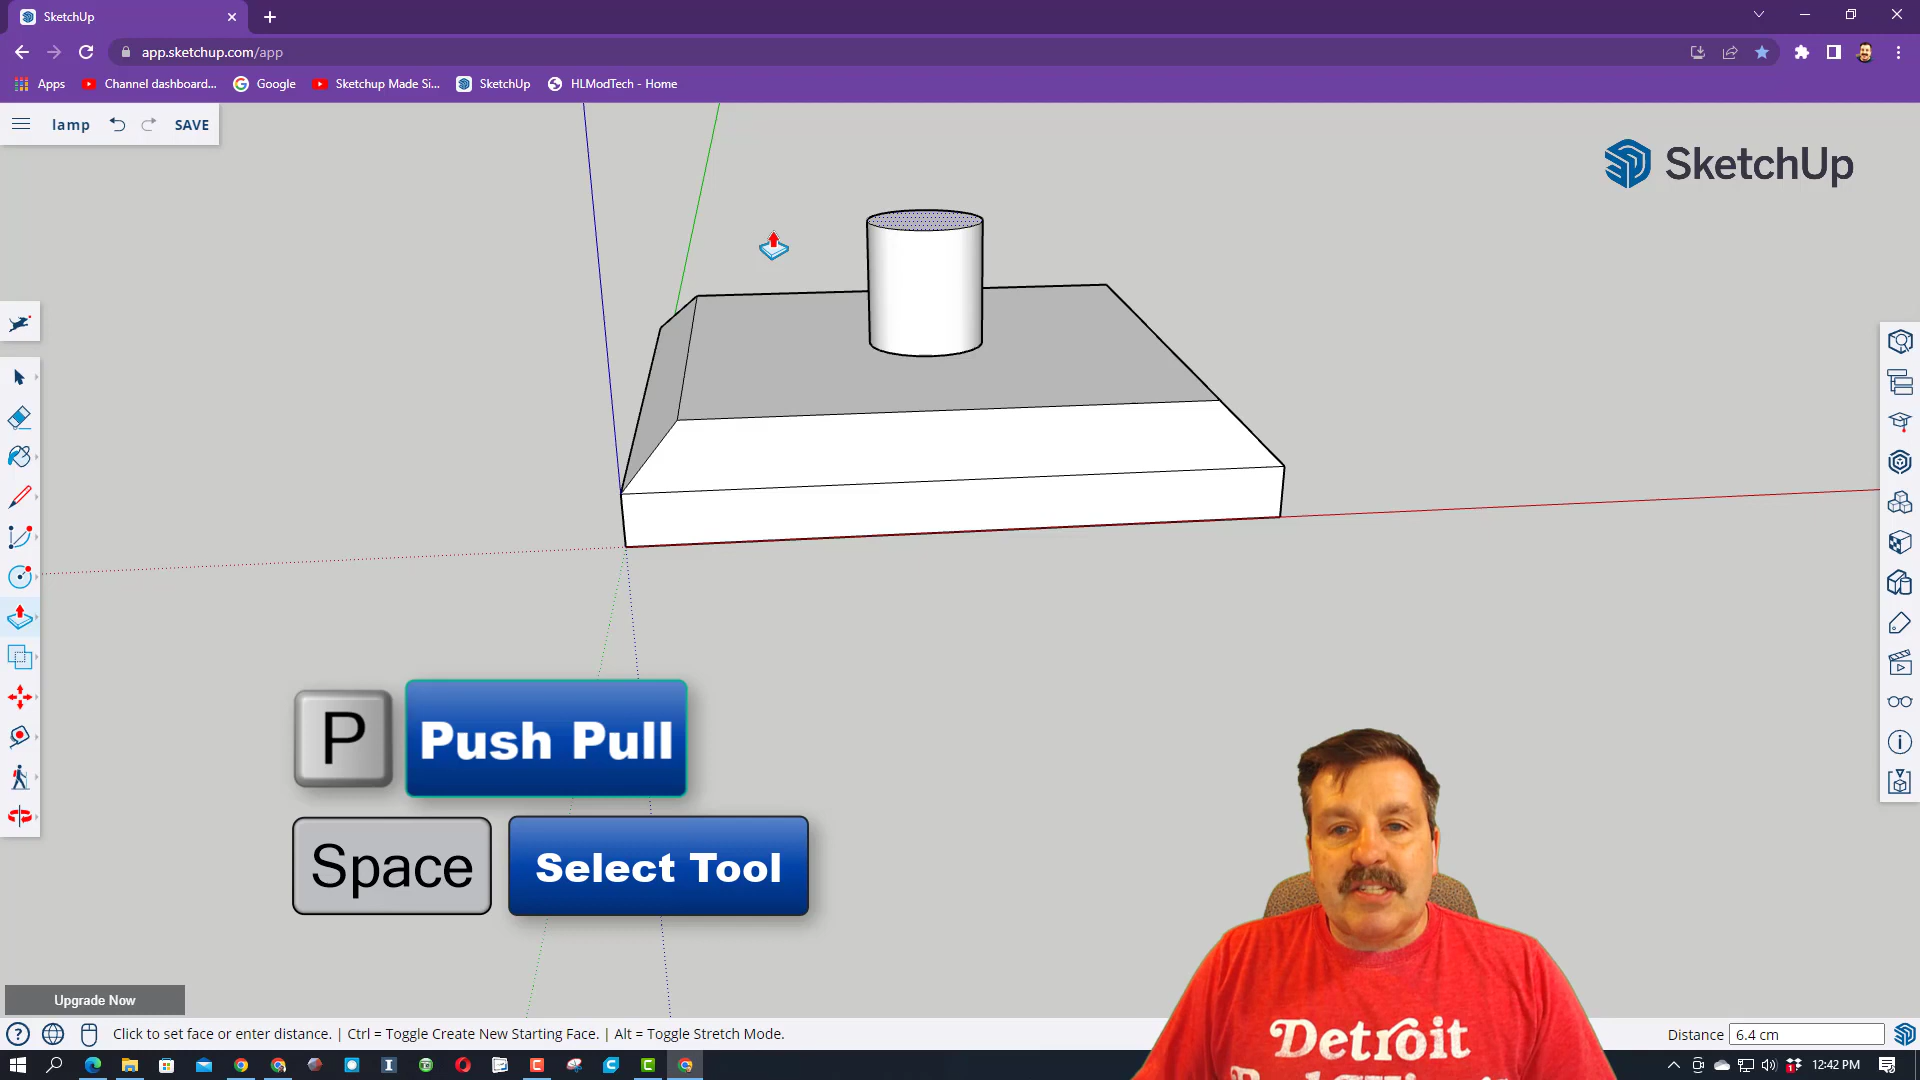 SketchUp
app.sketchup.com/app
Apps
Channel dashboard...
Google
Sketchup Made Si...
SketchUp
HLModTech - Home
lamp
SAVE
SketchUp
P
Push Pull
Space
Select Tool
Upgrade Now
Click to set face or enter distance. | Ctrl = Toggle Create New Starting Face. | Alt = Toggle Stretch Mode.
Distance
6.4 cm
Detroit
12:42 PM